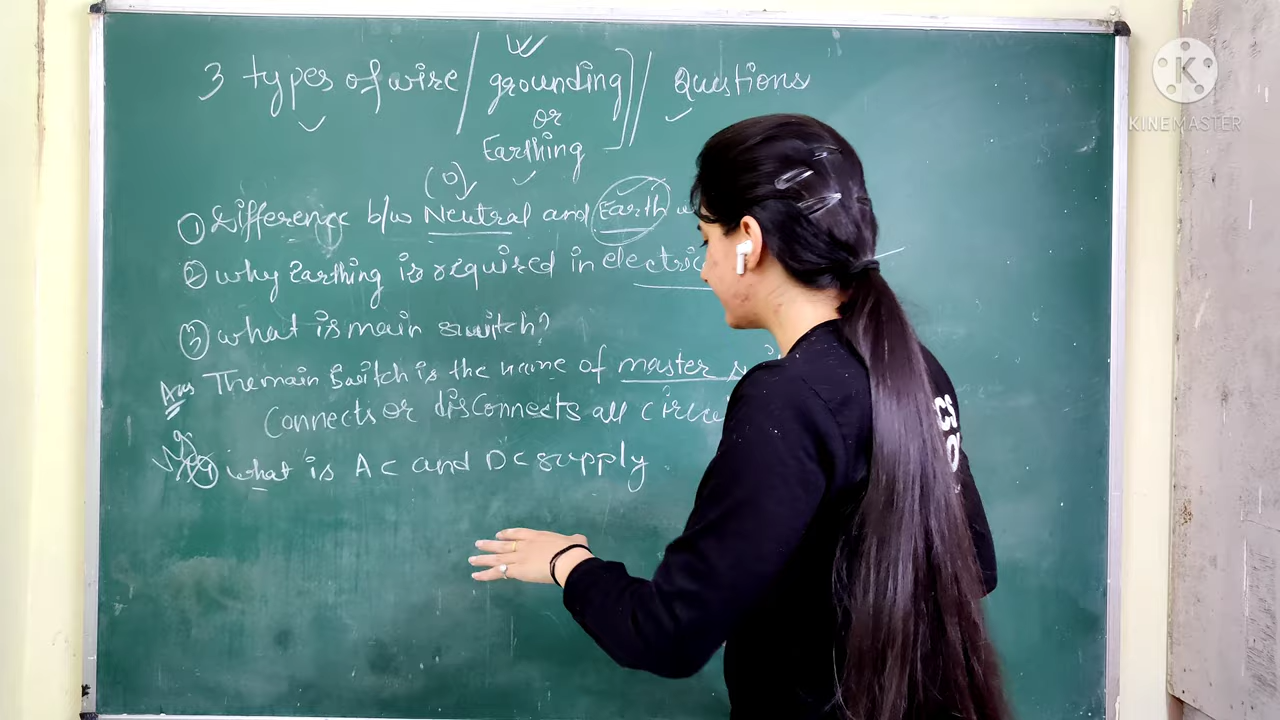 3 types of wire / grounding // Questions
or
Earthing
(0)
① Difference b/w Neutral and Earth
② why Earthing is required in electric
③ what is main switch?
Ans The main switch is the name of master
Connects or disconnects all
④ what is AC and DC supply
KINEMASTER